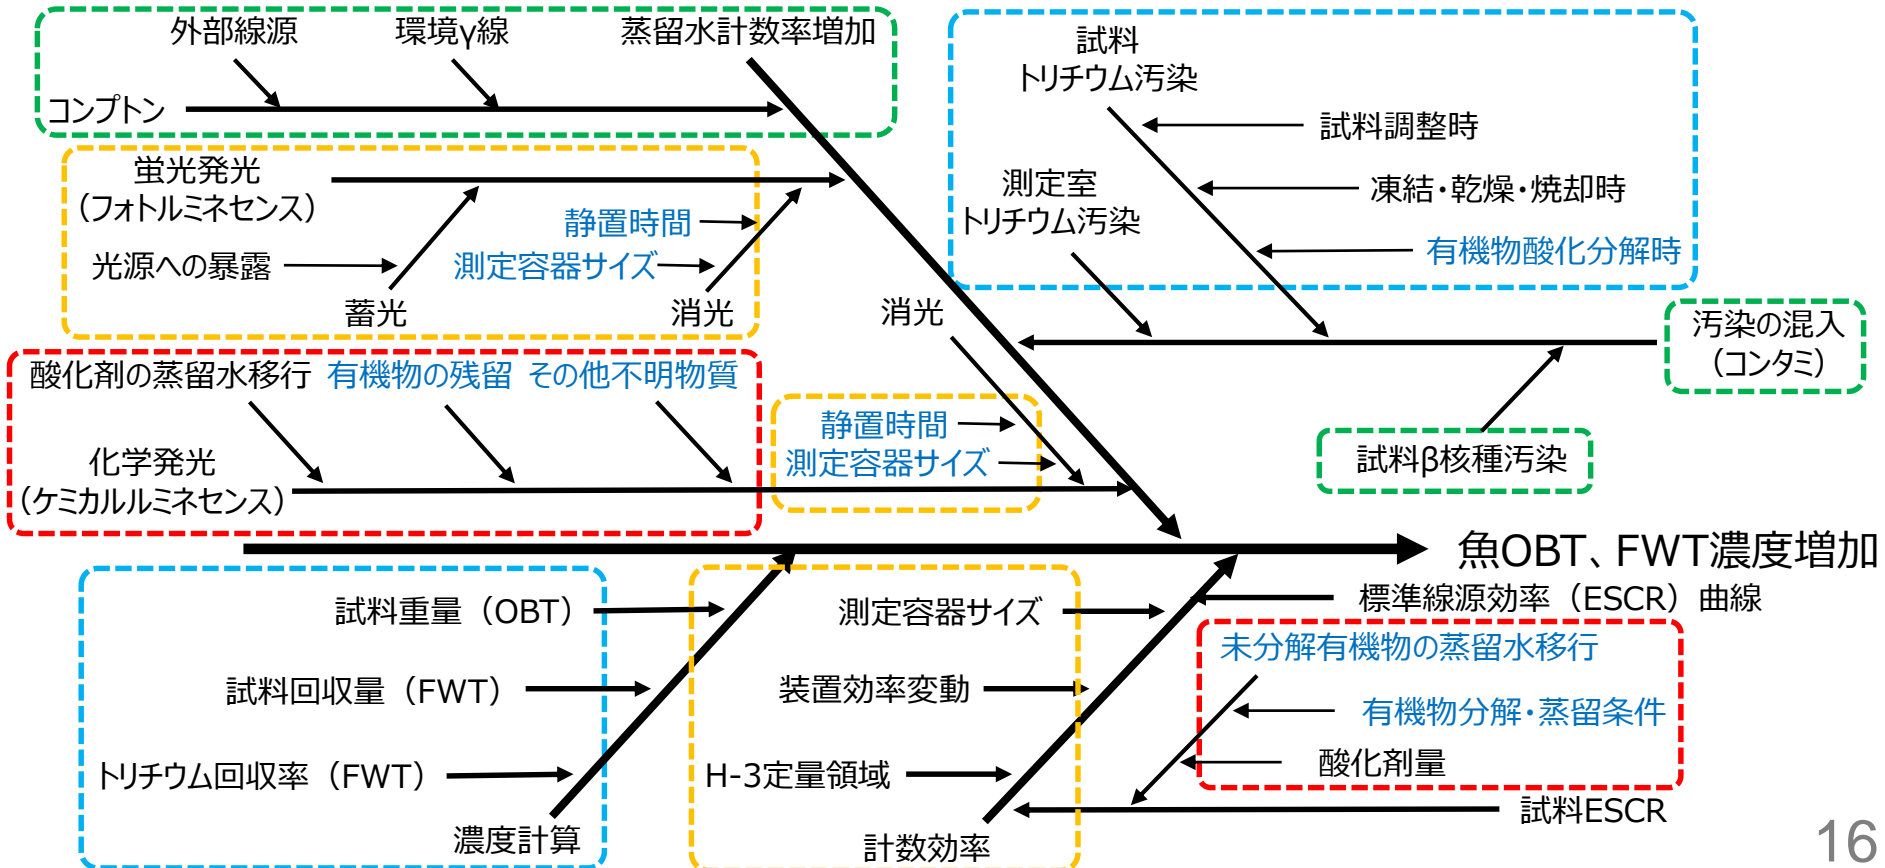 外部線源
環境γ線
蒸留水計数率増加
コンプトン
蛍光発光
（フォトルミネセンス）
静置時間
光源への暴露
測定容器サイズ
蓄光
消光
試料
トリチウム汚染
試料調整時
測定室
トリチウム汚染
凍結・乾燥・焼却時
有機物酸化分解時
消光
汚染の混入
（コンタミ）
酸化剤の蒸留水移行
有機物の残留
その他不明物質
静置時間
測定容器サイズ
化学発光
（ケミカルルミネセンス）
試料β核種汚染
魚OBT、FWT濃度増加
試料重量（OBT）
試料回収量（FWT）
トリチウム回収率（FWT）
濃度計算
測定容器サイズ
装置効率変動
H-3定量領域
計数効率
標準線源効率（ESCR）曲線
未分解有機物の蒸留水移行
有機物分解・蒸留条件
酸化剤量
試料ESCR
16